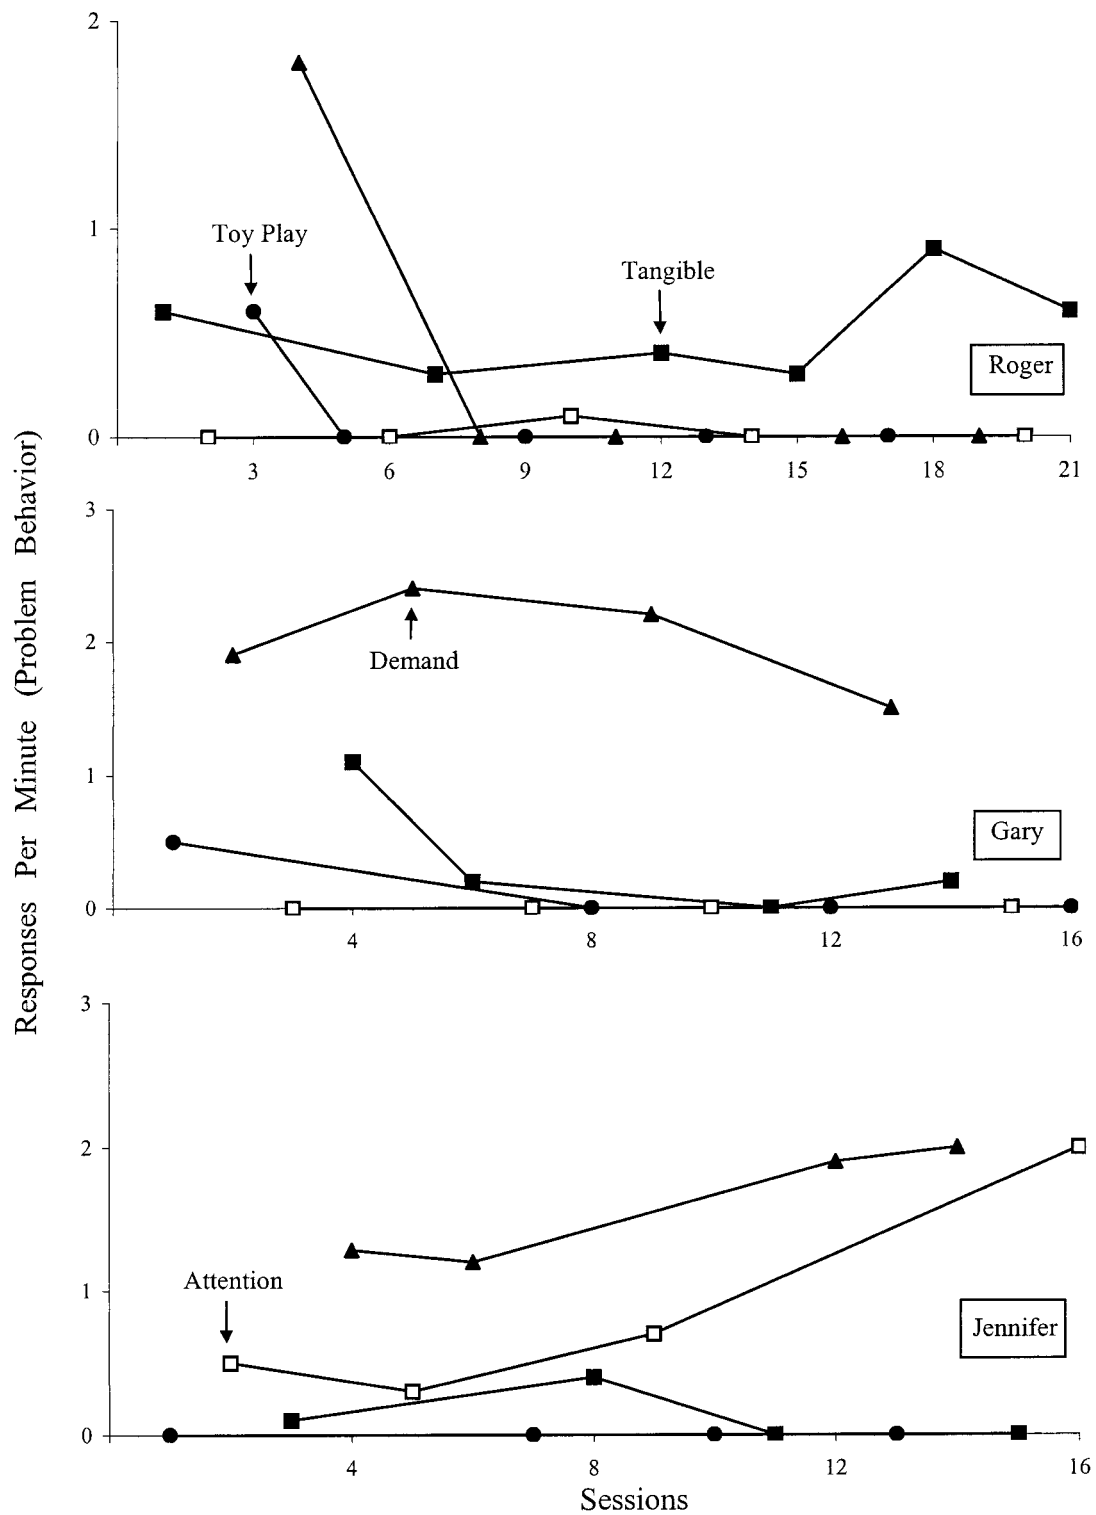 Responses Per Minute (Problem Behavior)
2
1
0
Toy Play
Tangible
Roger
3 6 9 12 15 18 21
3
2
1
0
Demand
Gary
4 8 12 16
3
2
1
0
Attention
Jennifer
4 8 12 16
Sessions